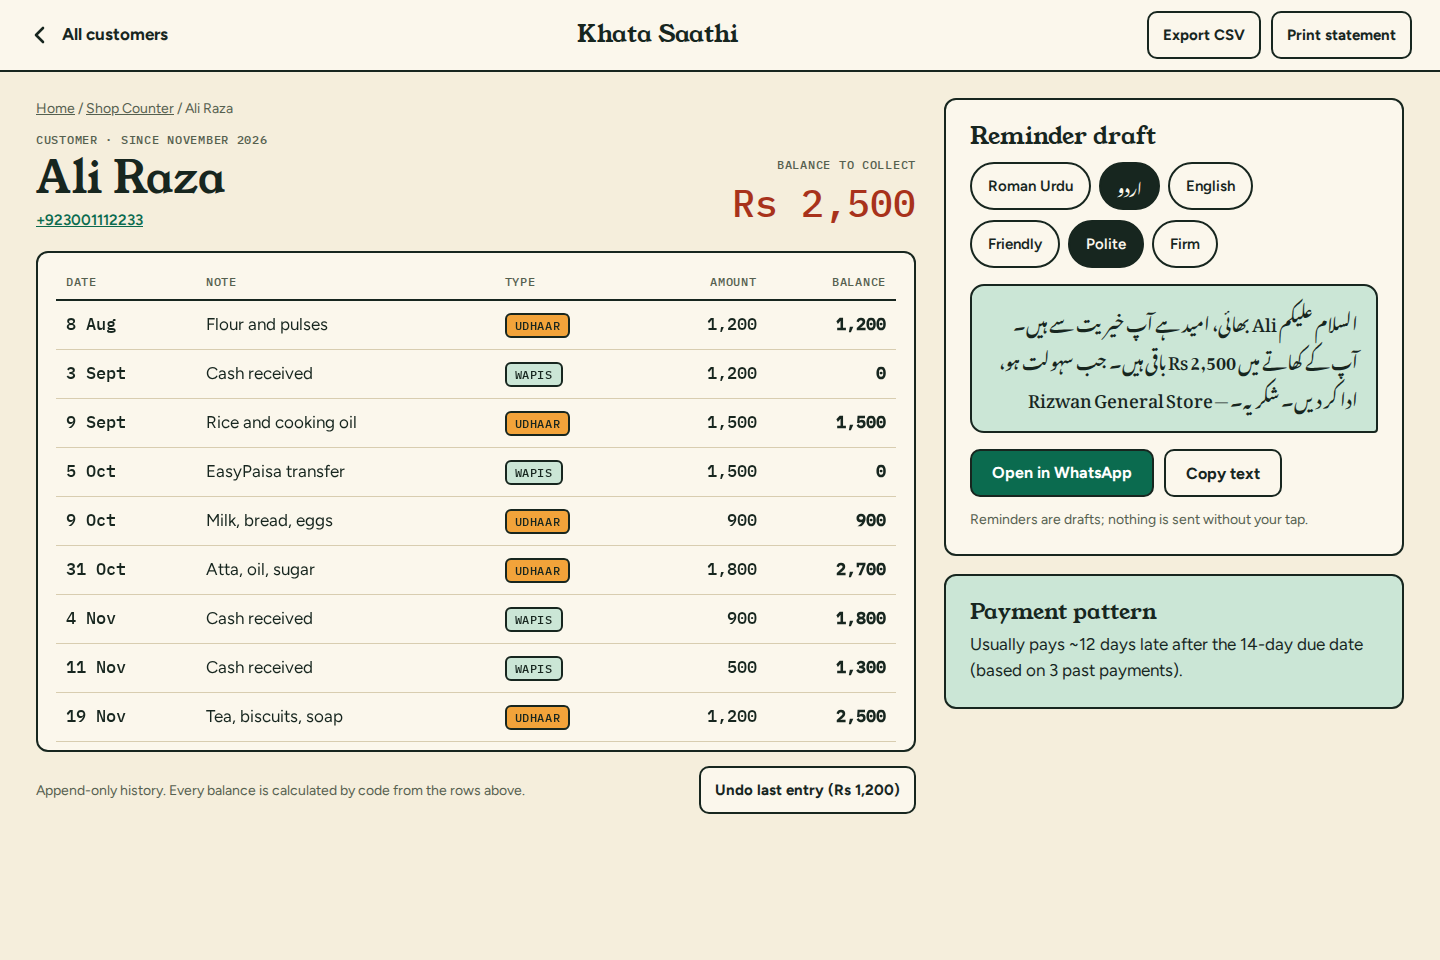 All customers
Khata Saathi
Export CSV
Print statement
Home / Shop Counter / Ali Raza
CUSTOMER · SINCE NOVEMBER 2026
Ali Raza
+923001112233
BALANCE TO COLLECT
Rs 2,500
DATE NOTE TYPE AMOUNT BALANCE
8 Aug Flour and pulses UDHAAR 1,200 1,200
3 Sept Cash received WAPIS 1,200 0
9 Sept Rice and cooking oil UDHAAR 1,500 1,500
5 Oct EasyPaisa transfer WAPIS 1,500 0
9 Oct Milk, bread, eggs UDHAAR 900 900
31 Oct Atta, oil, sugar UDHAAR 1,800 2,700
4 Nov Cash received WAPIS 900 1,800
11 Nov Cash received WAPIS 500 1,300
19 Nov Tea, biscuits, soap UDHAAR 1,200 2,500
Append-only history. Every balance is calculated by code from the rows above.
Undo last entry (Rs 1,200)
Reminder draft
Roman Urdu اردو English
Friendly Polite Firm
السلام علیکم Ali بھائی، امید ہے آپ خیریت سے ہیں۔
آپ کے کھاتے میں Rs 2,500 باقی ہیں۔ جب سہولت ہو،
ادا کر دیں۔ شکریہ۔ — Rizwan General Store
Open in WhatsApp
Copy text
Reminders are drafts; nothing is sent without your tap.
Payment pattern
Usually pays ~12 days late after the 14-day due date
(based on 3 past payments).